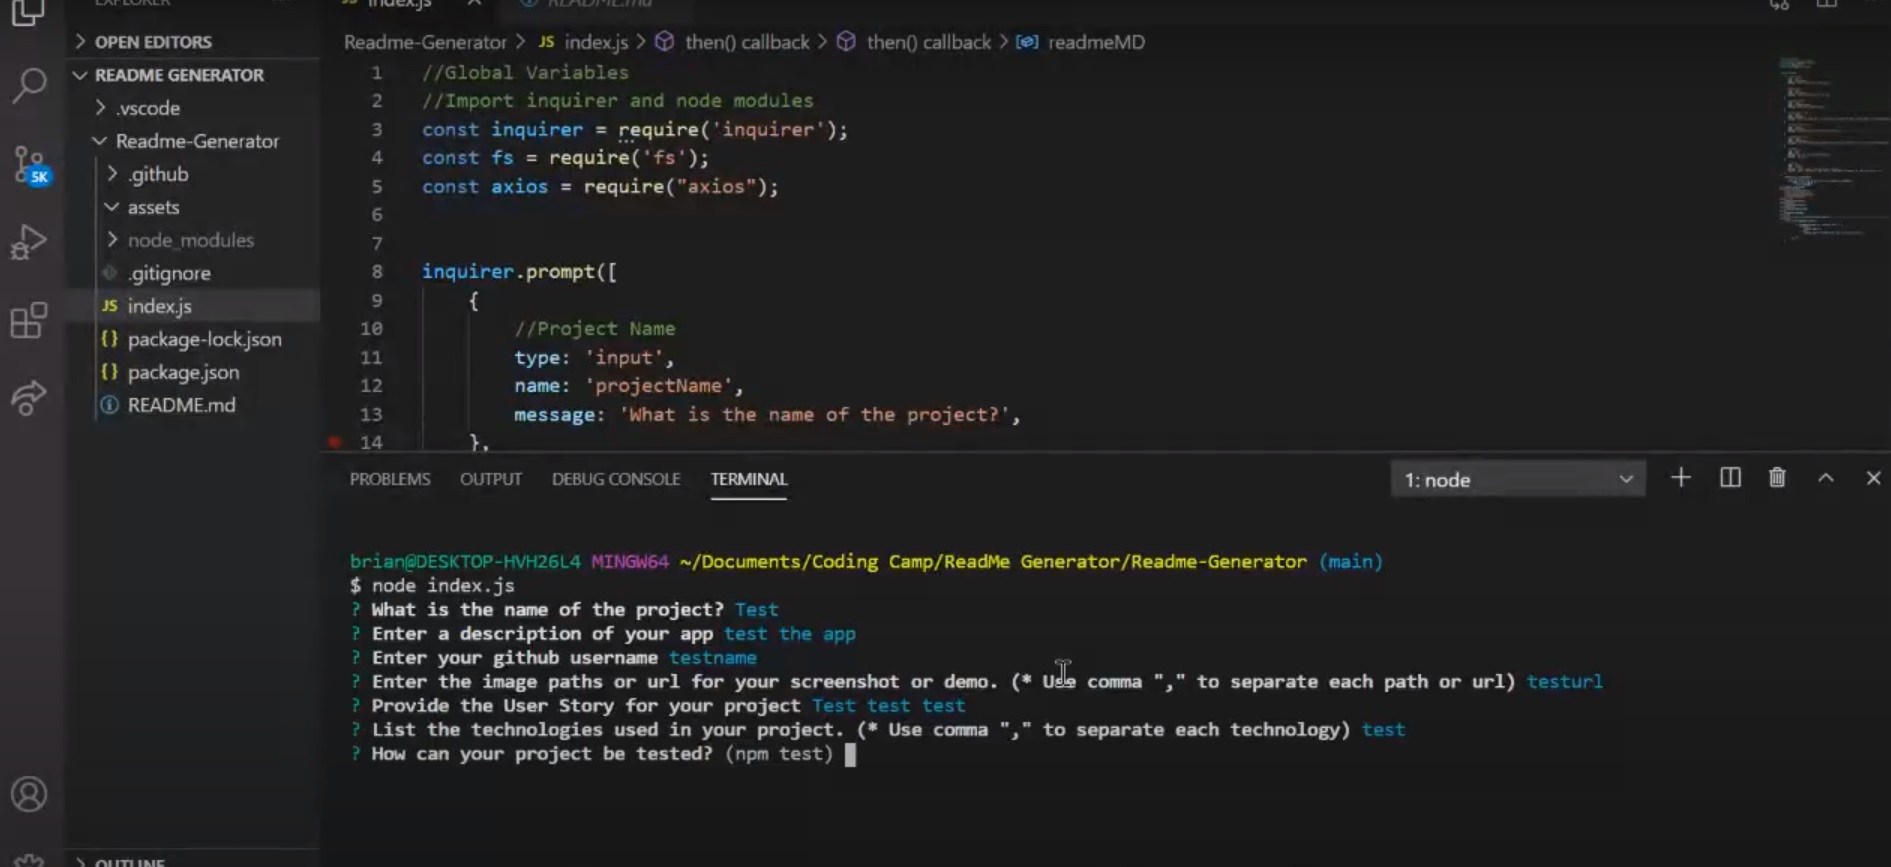 EXPLORER
OPEN EDITORS
README GENERATOR
.vscode
Readme-Generator
.github
assets
node_modules
.gitignore
JS index.js
{} package-lock.json
{} package.json
README.md
OUTLINE
5K
JS index.js
README.md
Readme-Generator > JS index.js > then() callback > then() callback > readmeMD
1 //Global Variables
2 //Import inquirer and node modules
3 const inquirer = require('inquirer');
4 const fs = require('fs');
5 const axios = require("axios");
6
7
8 inquirer.prompt([
9 {
10 //Project Name
11 type: 'input',
12 name: 'projectName',
13 message: 'What is the name of the project?',
14 },
PROBLEMS OUTPUT DEBUG CONSOLE TERMINAL 1: node
brian@DESKTOP-HVH26L4 MINGW64 ~/Documents/Coding Camp/ReadMe Generator/Readme-Generator (main)
$ node index.js
? What is the name of the project? Test
? Enter a description of your app test the app
? Enter your github username testname
? Enter the image paths or url for your screenshot or demo. (* Use comma "," to separate each path or url) testurl
? Provide the User Story for your project Test test test
? List the technologies used in your project. (* Use comma "," to separate each technology) test
? How can your project be tested? (npm test)